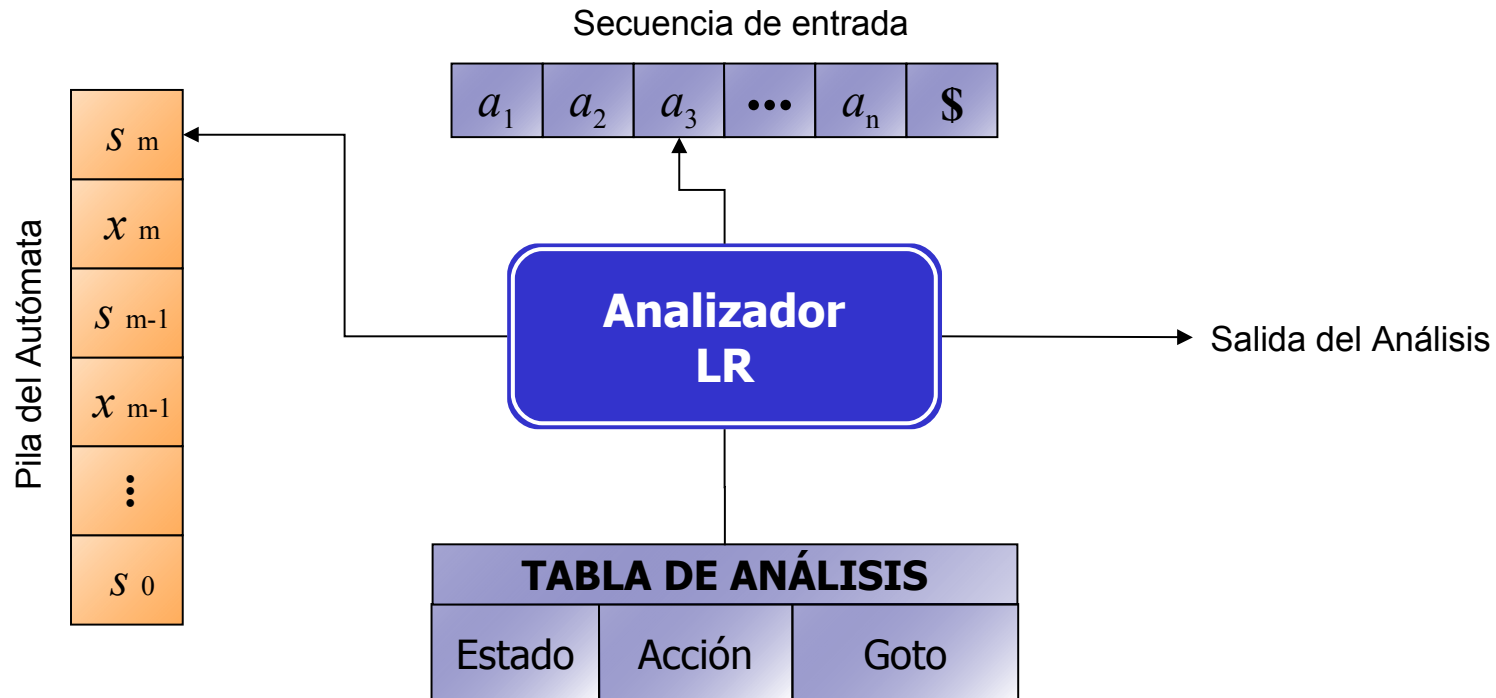 Secuencia de entrada
a1 a2 a3 ••• an $
Pila del Autómata
s m
x m
s m-1
x m-1
⋮
s 0
Analizador
LR
Salida del Análisis
TABLA DE ANÁLISIS
Estado Acción Goto